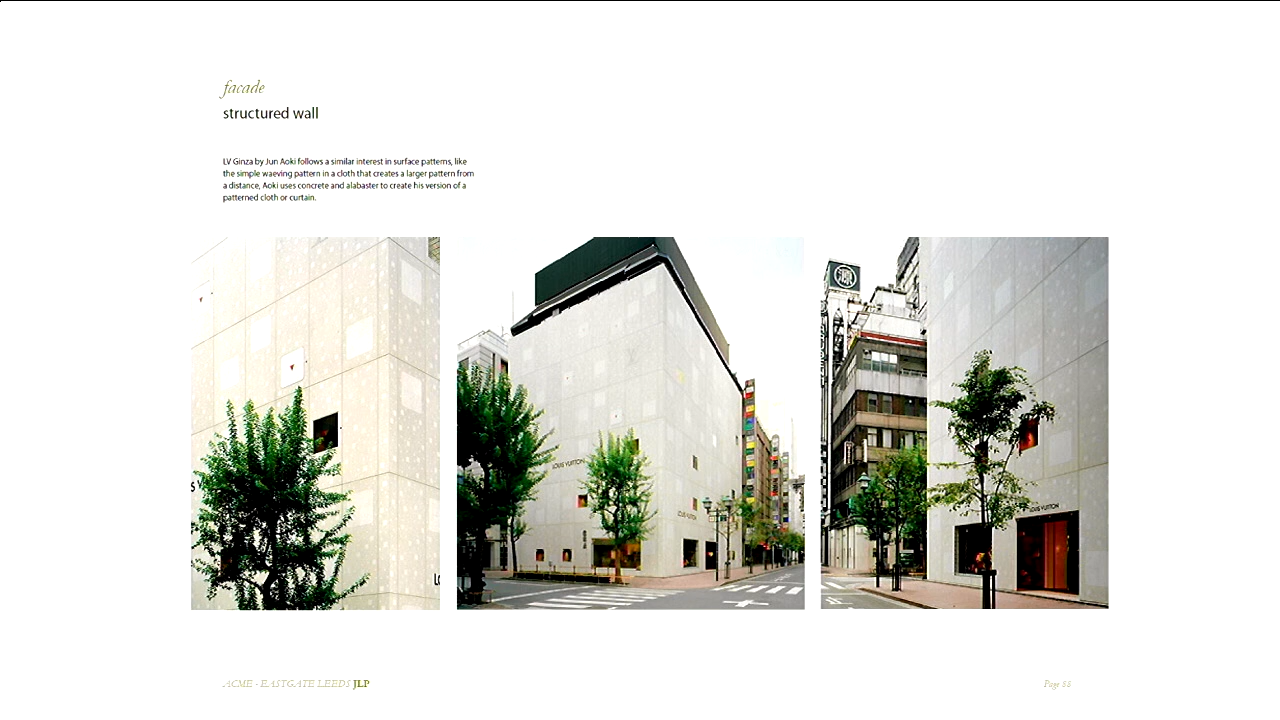 facade
structured wall
LV Ginza by Jun Aoki follows a similar interest in surface patterns, like
the simple waeving pattern in a cloth that creates a larger pattern from
a distance, Aoki uses concrete and alabaster to create his version of a
patterned cloth or curtain.
源
LOUIS VUITTON
LOUIS VUITTON
LOUIS VUITTON
ACME - EASTGATE LEEDS JLP
Page 88